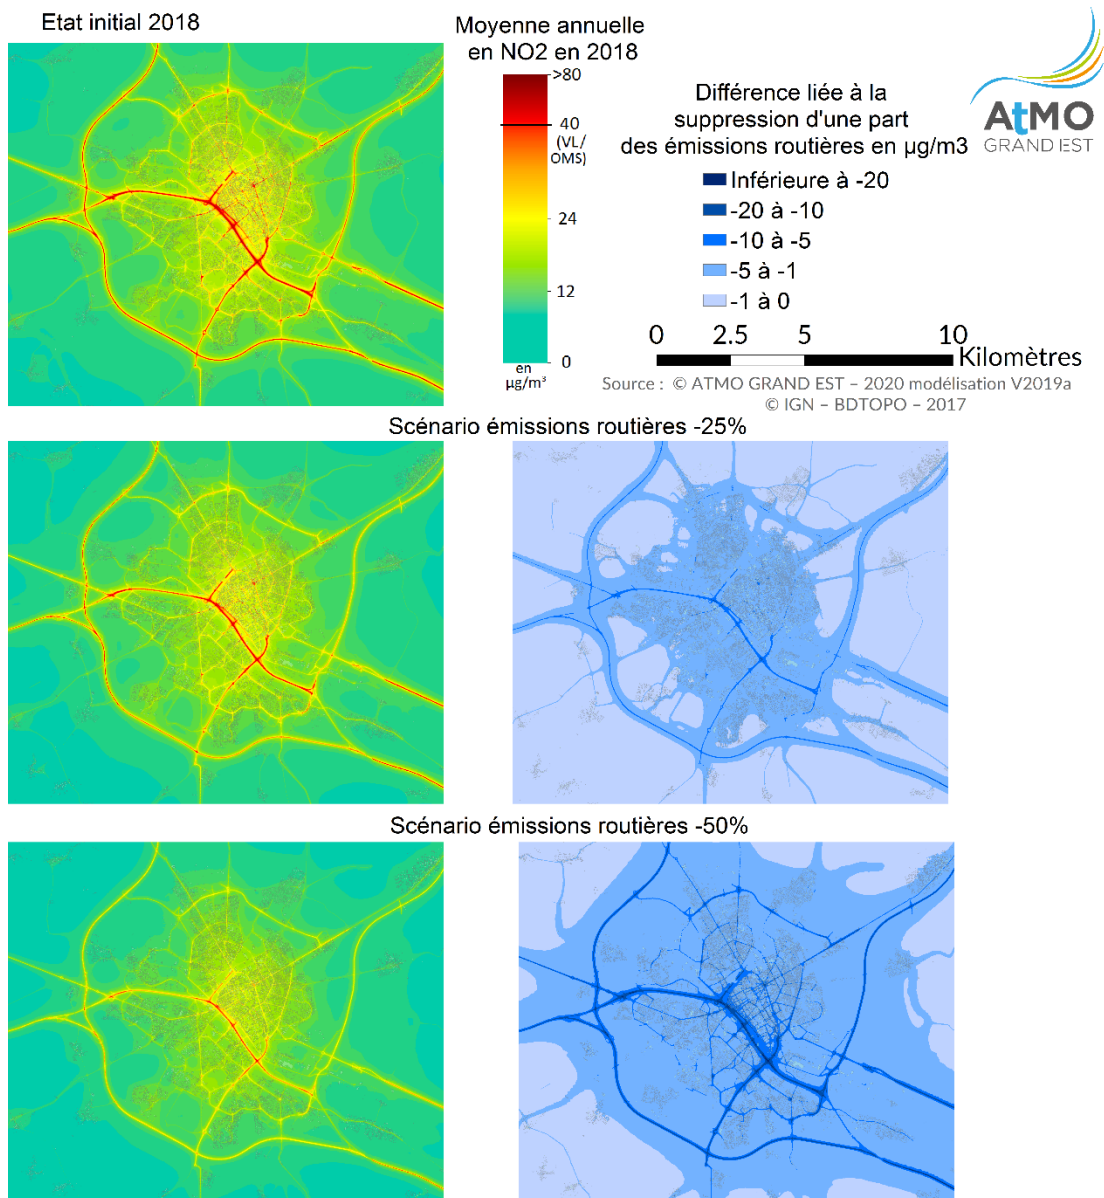 Etat initial 2018
Moyenne annuelle
en NO2 en 2018
>80
40
(VL/
OMS)
24
12
0
en
µg/m³
Différence liée à la
suppression d'une part
des émissions routières en µg/m3
Inférieure à -20
-20 à -10
-10 à -5
-5 à -1
-1 à 0
AtMO
GRAND EST
0 2.5 5 10
Kilomètres
Source : © ATMO GRAND EST – 2020 modélisation V2019a
© IGN – BDTOPO – 2017
Scénario émissions routières -25%
Scénario émissions routières -50%